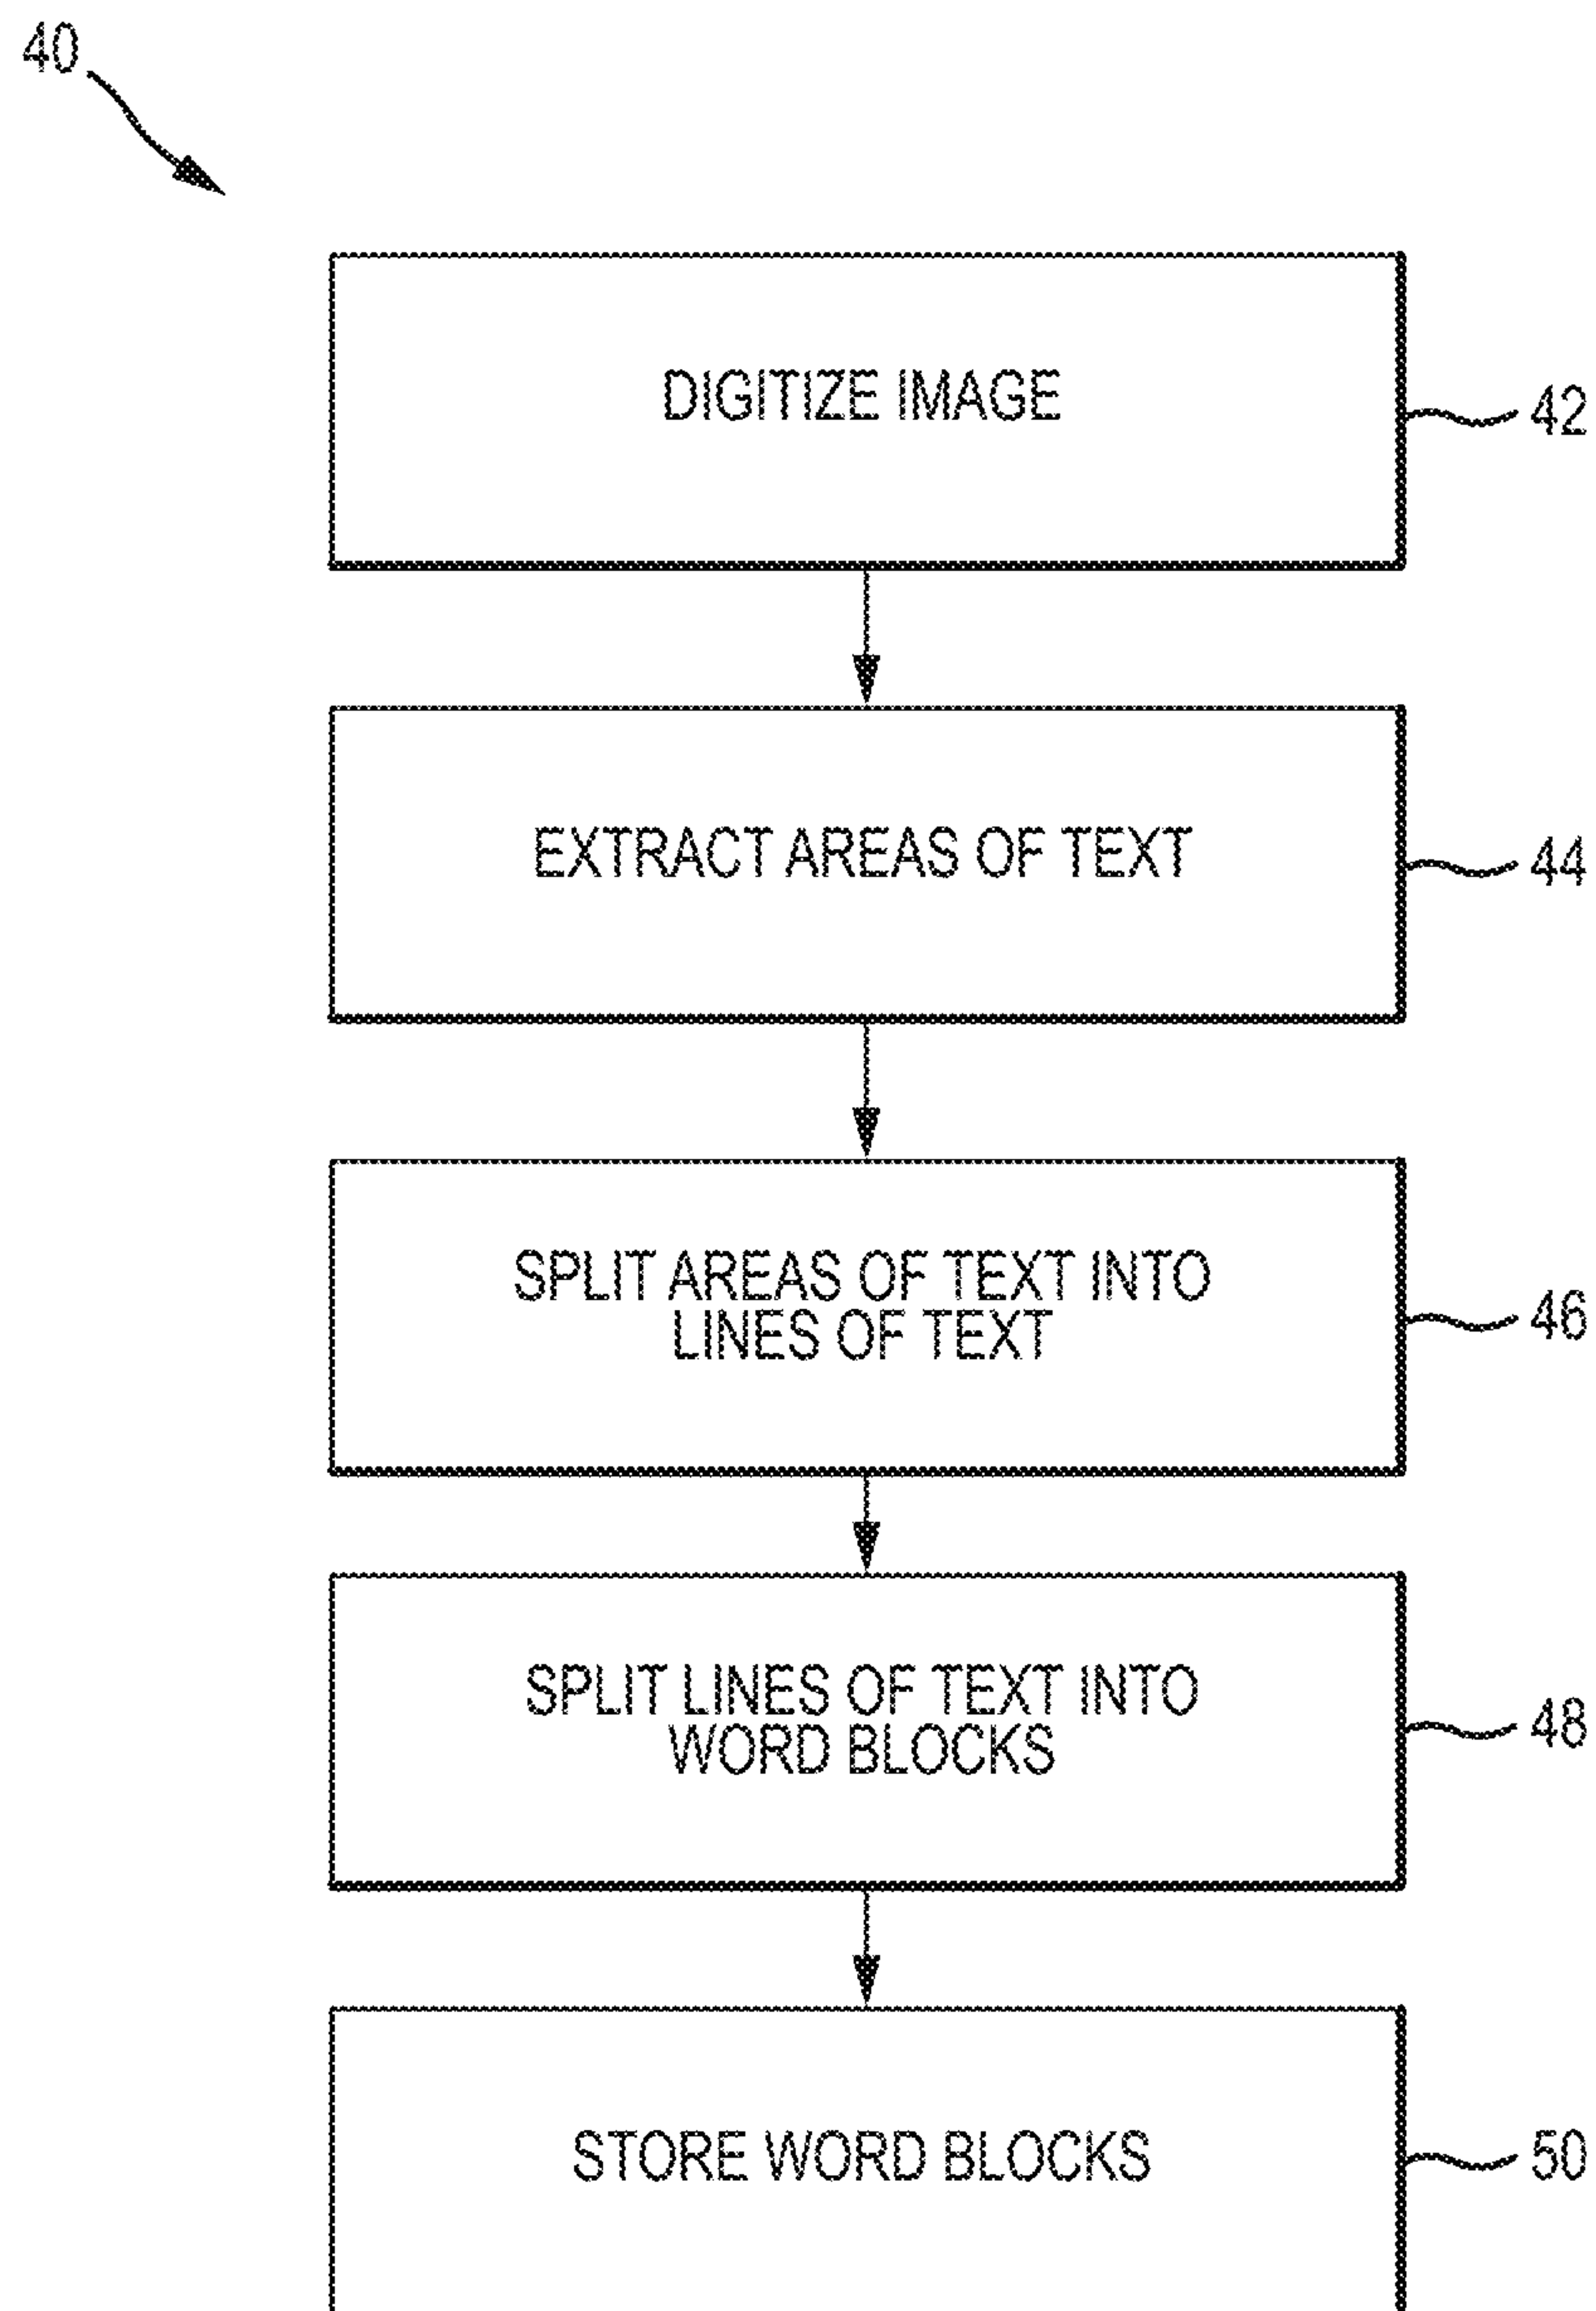 40
DIGITIZE IMAGE
42
EXTRACT AREAS OF TEXT
44
SPLIT AREAS OF TEXT INTO
LINES OF TEXT
46
SPLIT LINES OF TEXT INTO
WORD BLOCKS
48
STORE WORD BLOCKS
50